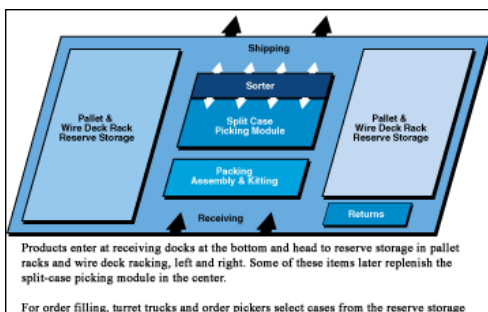 Shipping
Sorter
Pallet &
Wire Deck Rack
Reserve Storage
Split Case
Picking Module
Pallet &
Wire Deck Rack
Reserve Storage
Packing
Assembly & Kitting
Receiving
Returns
Products enter at receiving docks at the bottom and head to reserve storage in pallet
racks and wire deck racking, left and right. Some of these items later replenish the
split-case picking module in the center.
For order filling, turret trucks and order pickers select cases from the reserve storage